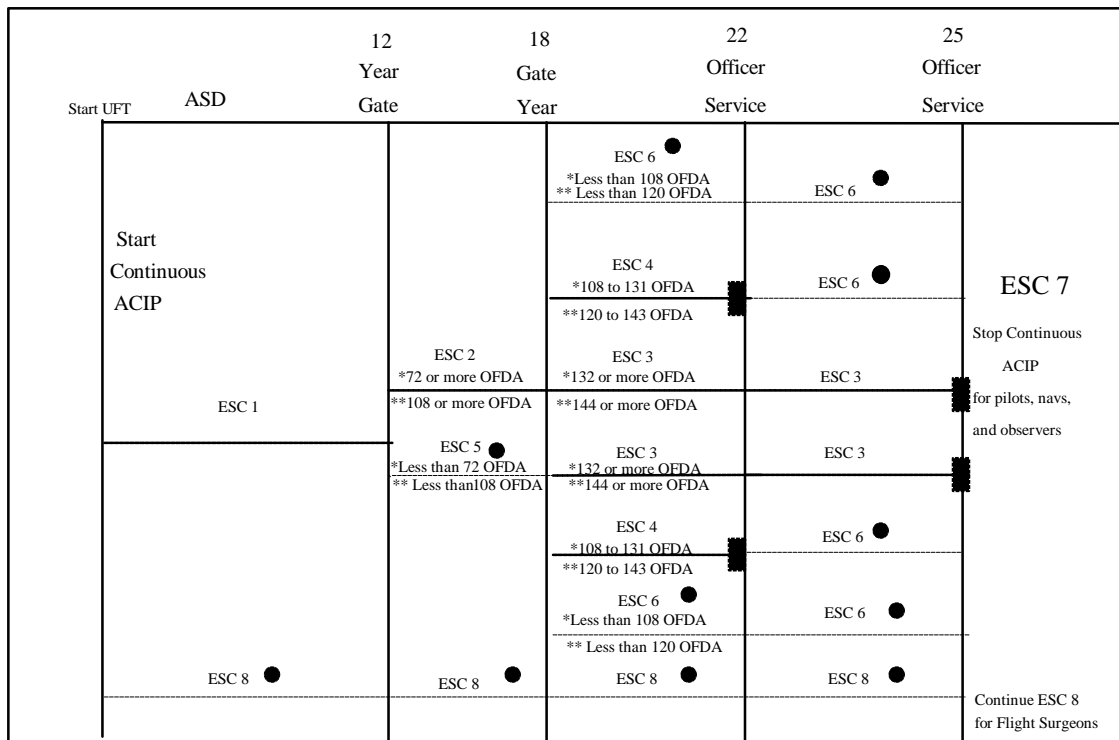 12
Year
Gate
18
Gate
Year
22
Officer
Service
25
Officer
Service
Start UFT
ASD
ESC 6
*Less than 108 OFDA
** Less than 120 OFDA
ESC 6
Start
Continuous
ACIP
ESC 4
*108 to 131 OFDA
**120 to 143 OFDA
ESC 6
ESC 7
Stop Continuous
ACIP
for pilots, navs,
and observers
ESC 2
*72 or more OFDA
**108 or more OFDA
ESC 3
*132 or more OFDA
**144 or more OFDA
ESC 3
ESC 1
ESC 5
*Less than 72 OFDA
** Less than108 OFDA
ESC 3
*132 or more OFDA
**144 or more OFDA
ESC 3
ESC 4
*108 to 131 OFDA
**120 to 143 OFDA
ESC 6
ESC 6
*Less than 108 OFDA
** Less than 120 OFDA
ESC 6
ESC 8
ESC 8
ESC 8
ESC 8
Continue ESC 8
for Flight Surgeons